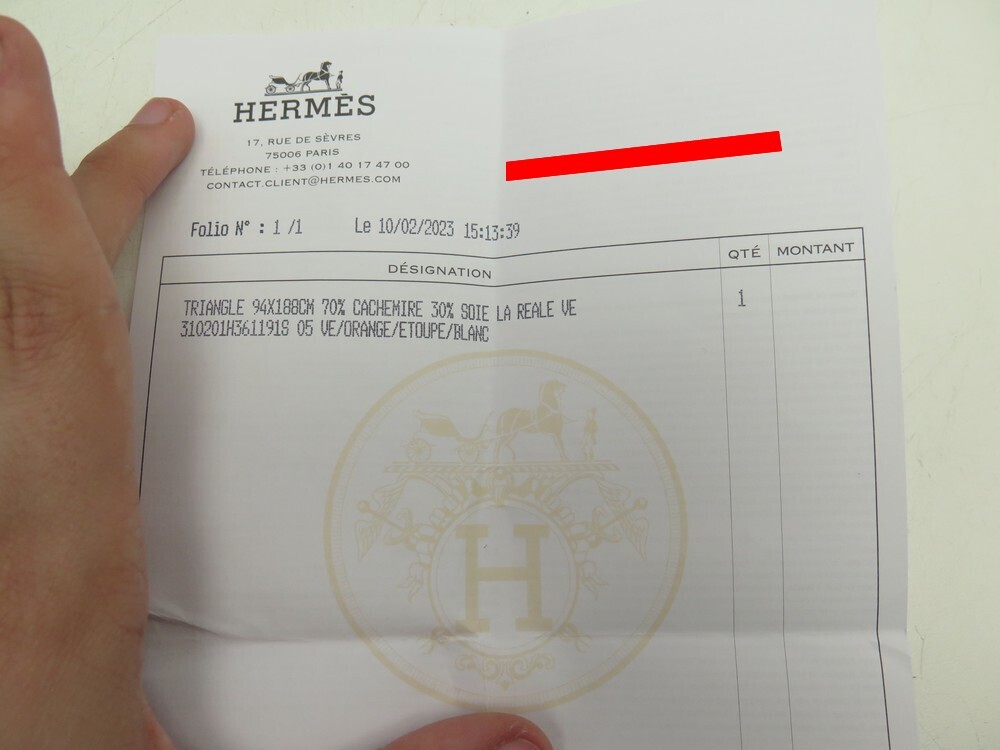 HERMÈS
17, RUE DE SÈVRES
75006 PARIS
TÉLÉPHONE : +33 (0)1 40 17 47 00
CONTACT.CLIENT@HERMES.COM
Folio N° : 1 /1 Le 10/02/2023 15:13:39
DÉSIGNATION QTÉ MONTANT
TRIANGLE 94X188CM 70% CACHEMIRE 30% SOIE LA REALE VE 1
310201H361191S 05 VE/ORANGE/ETOUPE/BLANC
H